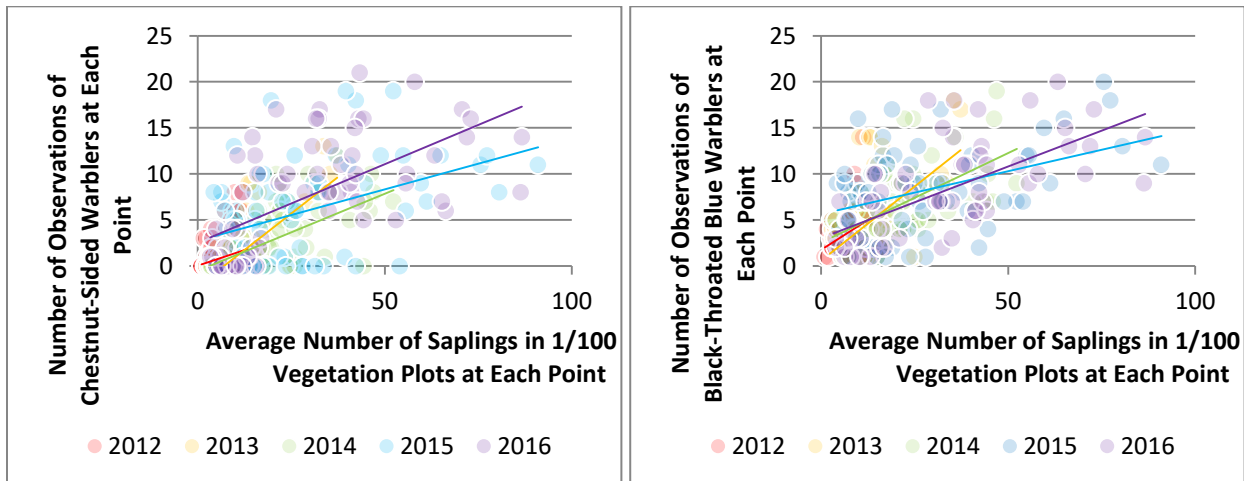 Number of Observations of
Chestnut-Sided Warblers at Each
Point
25
20
15
10
5
0
0
50
100
Average Number of Saplings in 1/100
Vegetation Plots at Each Point
2012
2013
2014
2015
2016
Number of Observations of
Black-Throated Blue Warblers at
Each Point
25
20
15
10
5
0
0
50
100
Average Number of Saplings in 1/100
Vegetation Plots at Each Point
2012
2013
2014
2015
2016